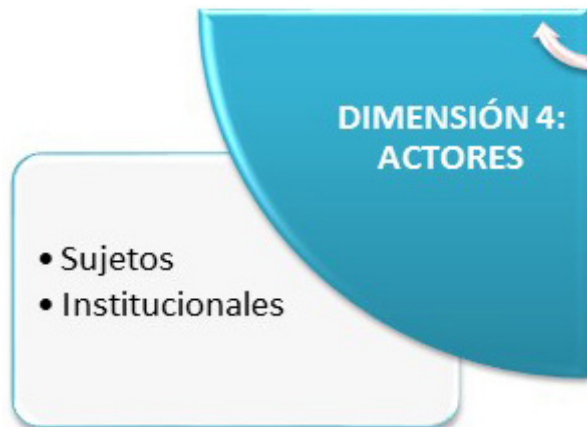 DIMENSIÓN 4:
ACTORES
• Sujetos
• Institucionales